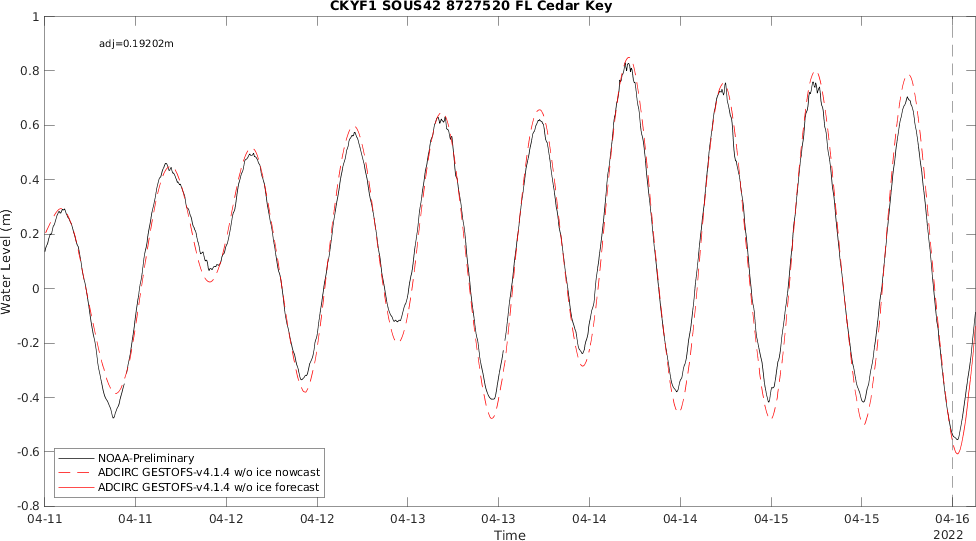 CKYF1 SOUS42 8727520 FL Cedar Key
adj=0.19202m
1
0.8
0.6
0.4
0.2
0
-0.2
-0.4
-0.6
-0.8
Water Level (m)
NOAA-Preliminary
ADCIRC GESTOFS-v4.1.4 w/o ice nowcast
ADCIRC GESTOFS-v4.1.4 w/o ice forecast
04-11 04-11 04-12 04-12 04-13 04-13 04-14 04-14 04-15 04-15 04-16
Time
2022